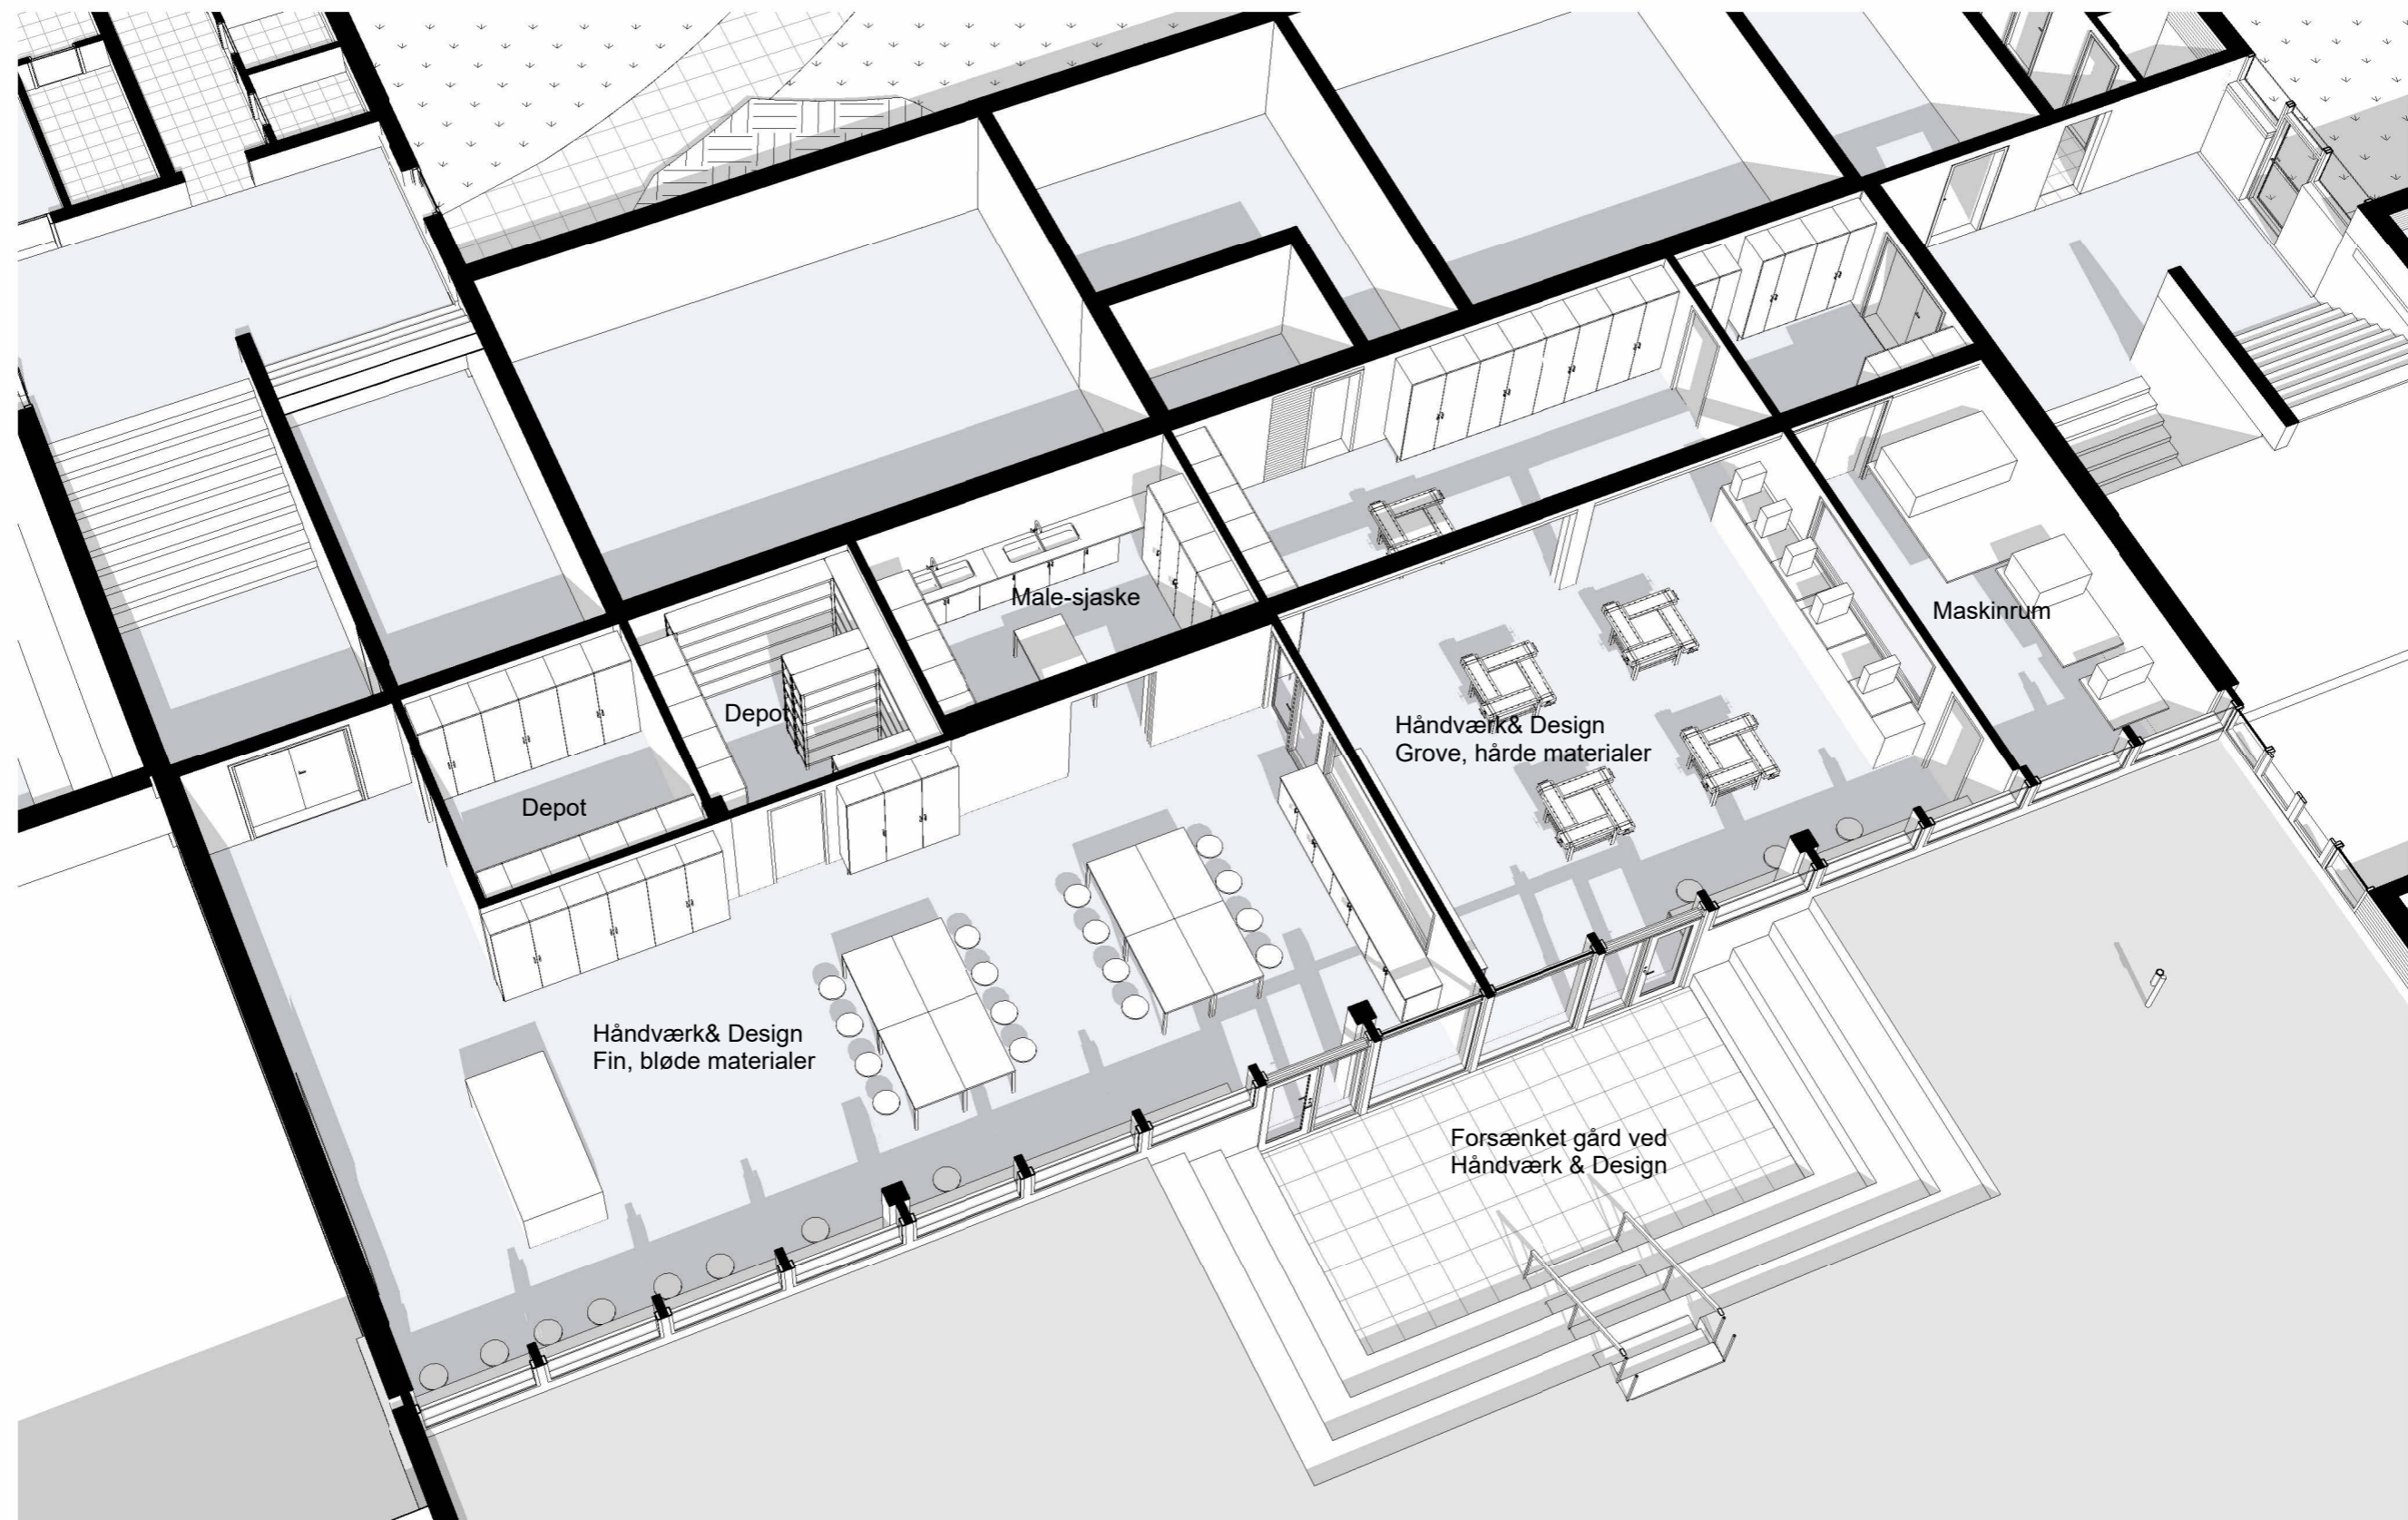 Male-sjaske
Maskinrum
Depot
Håndværk& Design
Grove, hårde materialer
Depot
Håndværk& Design
Fin, bløde materialer
Forsænket gård ved
Håndværk & Design